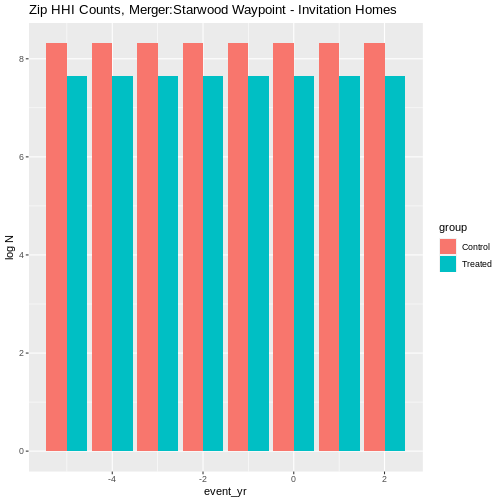 Zip HHI Counts, Merger:Starwood Waypoint - Invitation Homes
8
6
4
2
0
log N
-4
-2
0
2
event_yr
group
Control
Treated